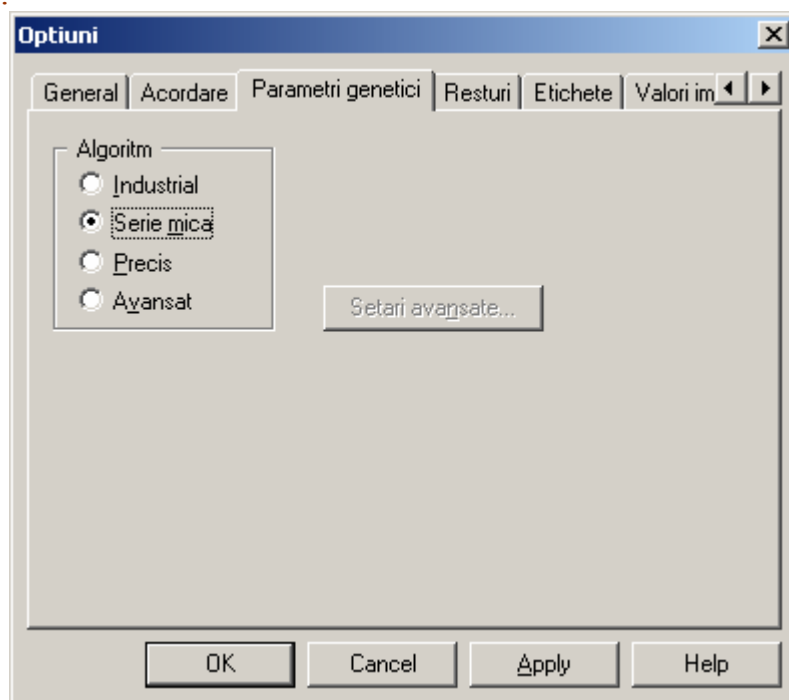 Optiuni
General Acordare Parametri genetici Resturi Etichete Valori im
Algoritm
Industrial
Serie mica
Precis
Avansat
Setari avansate...
OK Cancel Apply Help